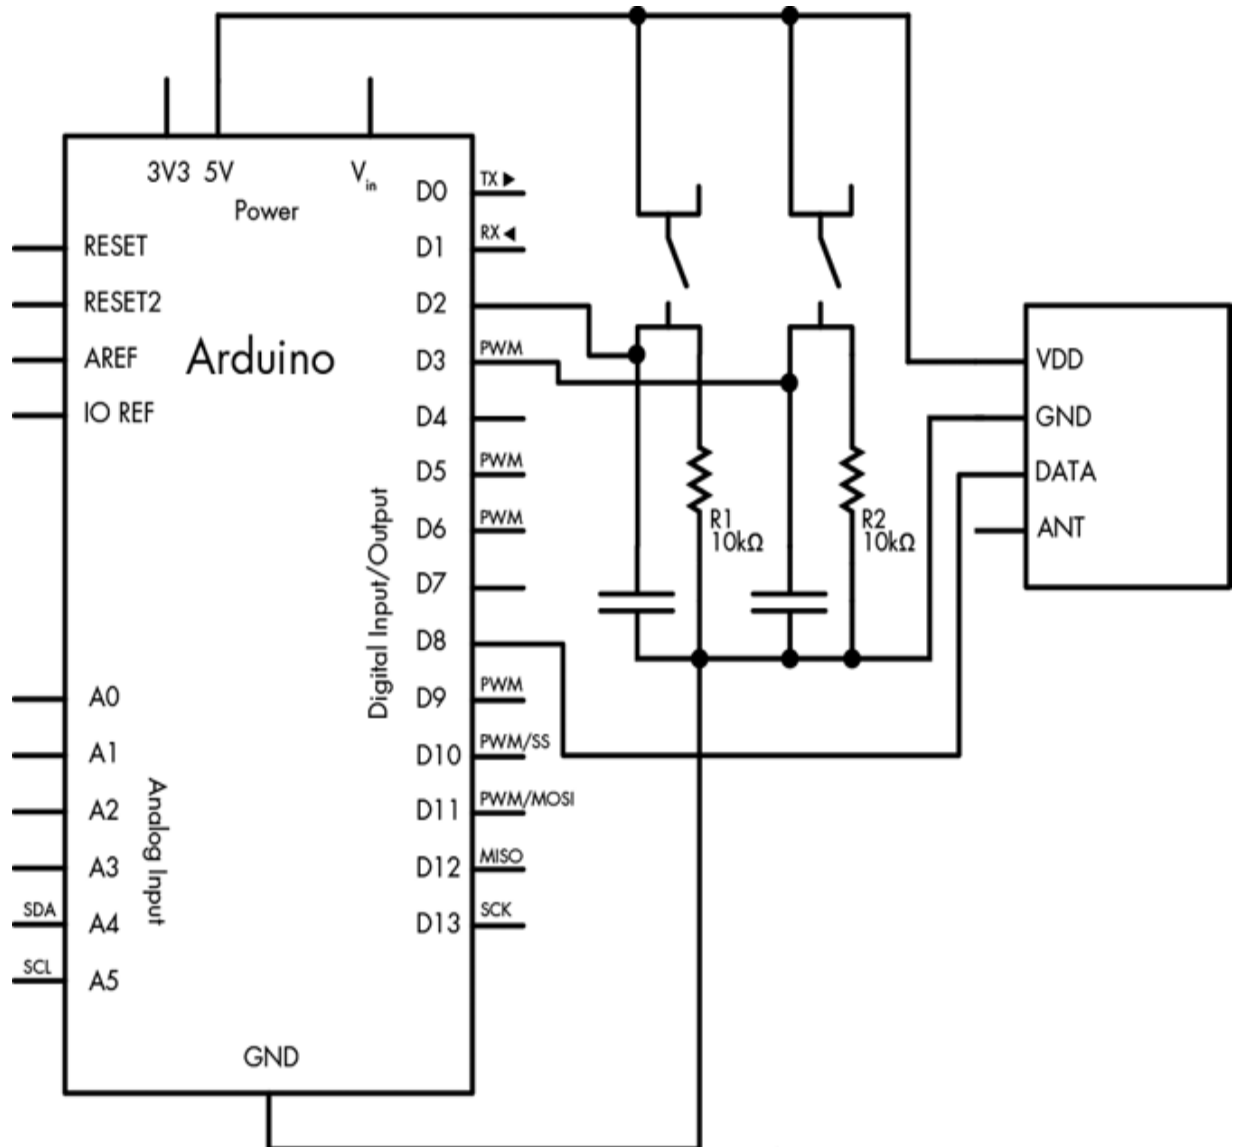 3V3 5V
Vin
Power
RESET
RESET2
AREF
IO REF
Arduino
A0
A1
A2
A3
SDA A4
SCL A5
Analog Input
Digital Input/Output
D0 TX ▶
D1 RX ◀
D2
D3 PWM
D4
D5 PWM
D6 PWM
D7
D8
D9 PWM
D10 PWM/SS
D11 PWM/MOSI
D12 MISO
D13 SCK
GND
R1
10kΩ
R2
10kΩ
VDD
GND
DATA
ANT